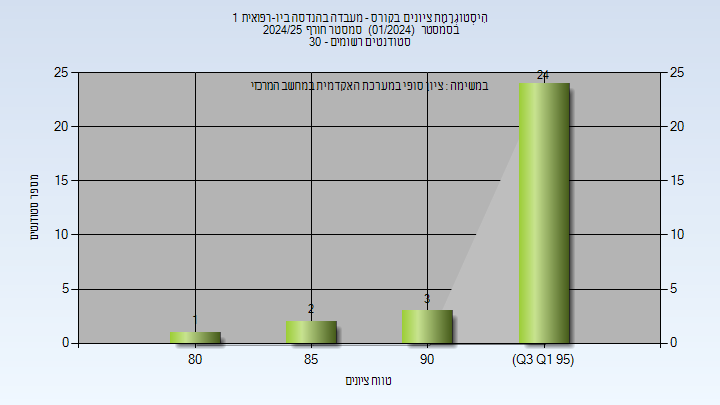 היסטוגרמת ציונים בקורס - מעבדה בהנדסה ביו-רפואית 1
בסמסטר (01/2024) סמסטר חורף 2024/25
סטודנטים רשומים - 30
במשימה : ציון סופי במערכת האקדמית במחשב המרכזי
25 25
20 20
15 15
10 10
5 5
0 0
24
3
2
1
מספר סטודנטים
80 85 90 (Q3 Q1 95)
טווח ציונים